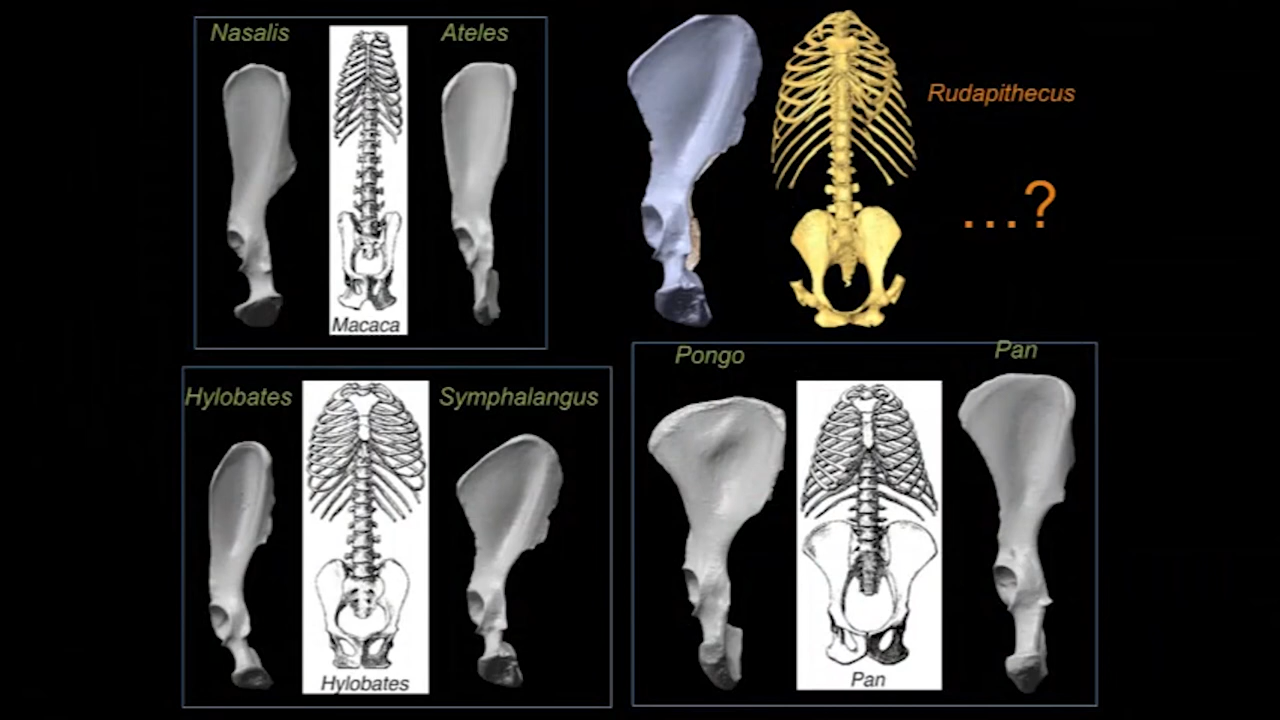 Nasalis
Ateles
Macaca
Rudapithecus
...?
Hylobates
Symphalangus
Hylobates
Pongo
Pan
Pan